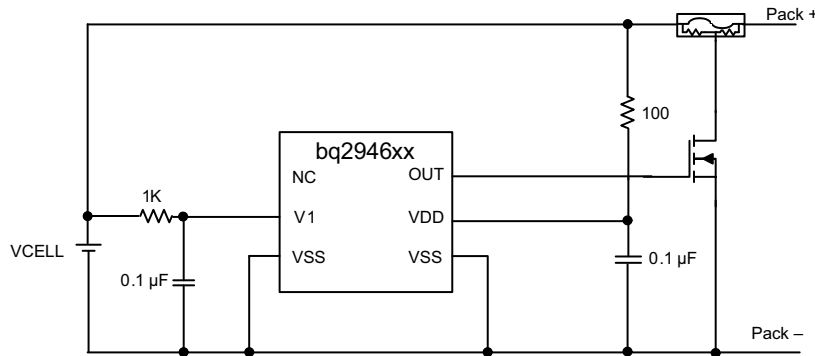 Pack +
100
bq2946xx
NC
OUT
1K
V1
VDD
VCELL
VSS
VSS
0.1 µF
0.1 µF
Pack –